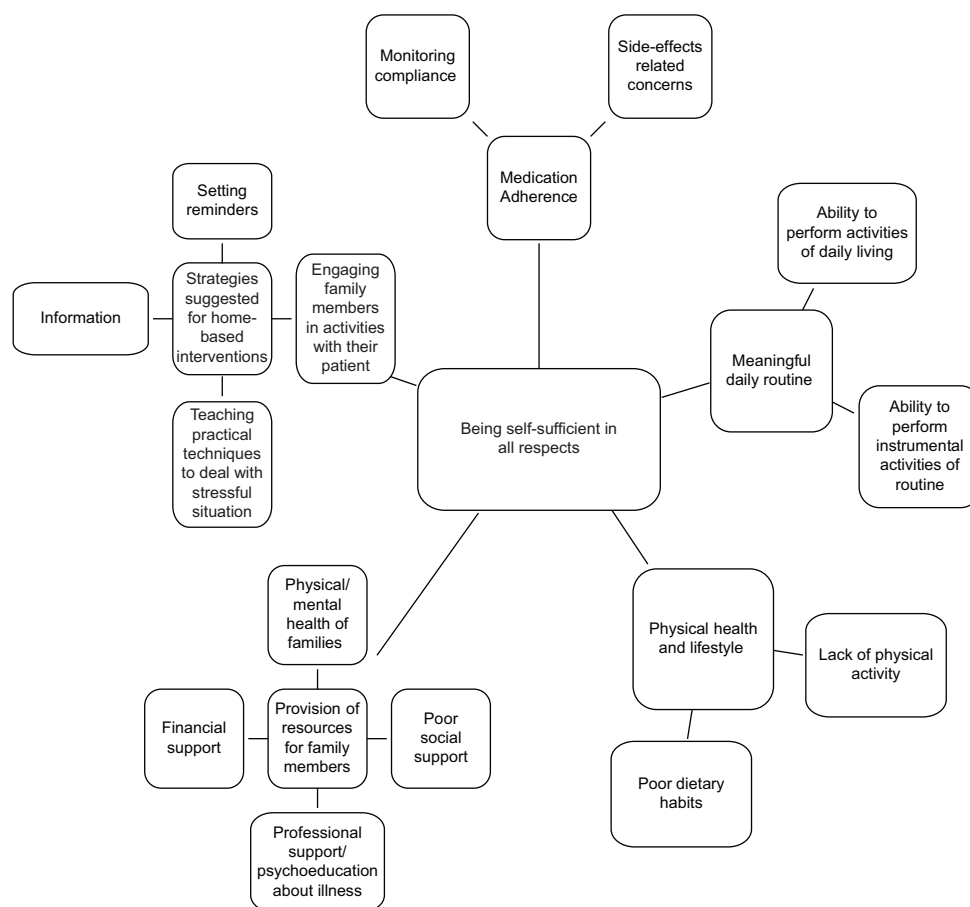 Monitoring
compliance
Side-effects
related
concerns
Medication
Adherence
Setting
reminders
Ability to
perform activities
of daily living
Information
Strategies
suggested
for home-
based
interventions
Engaging
family
members
in activities
with their
patient
Meaningful
daily routine
Being self-sufficient in
all respects
Ability to
perform
instrumental
activities of
routine
Teaching
practical
techniques
to deal with
stressful
situation
Physical/
mental
health of
families
Physical health
and lifestyle
Lack of physical
activity
Financial
support
Provision of
resources
for family
members
Poor
social
support
Poor dietary
habits
Professional
support/
psychoeducation
about illness